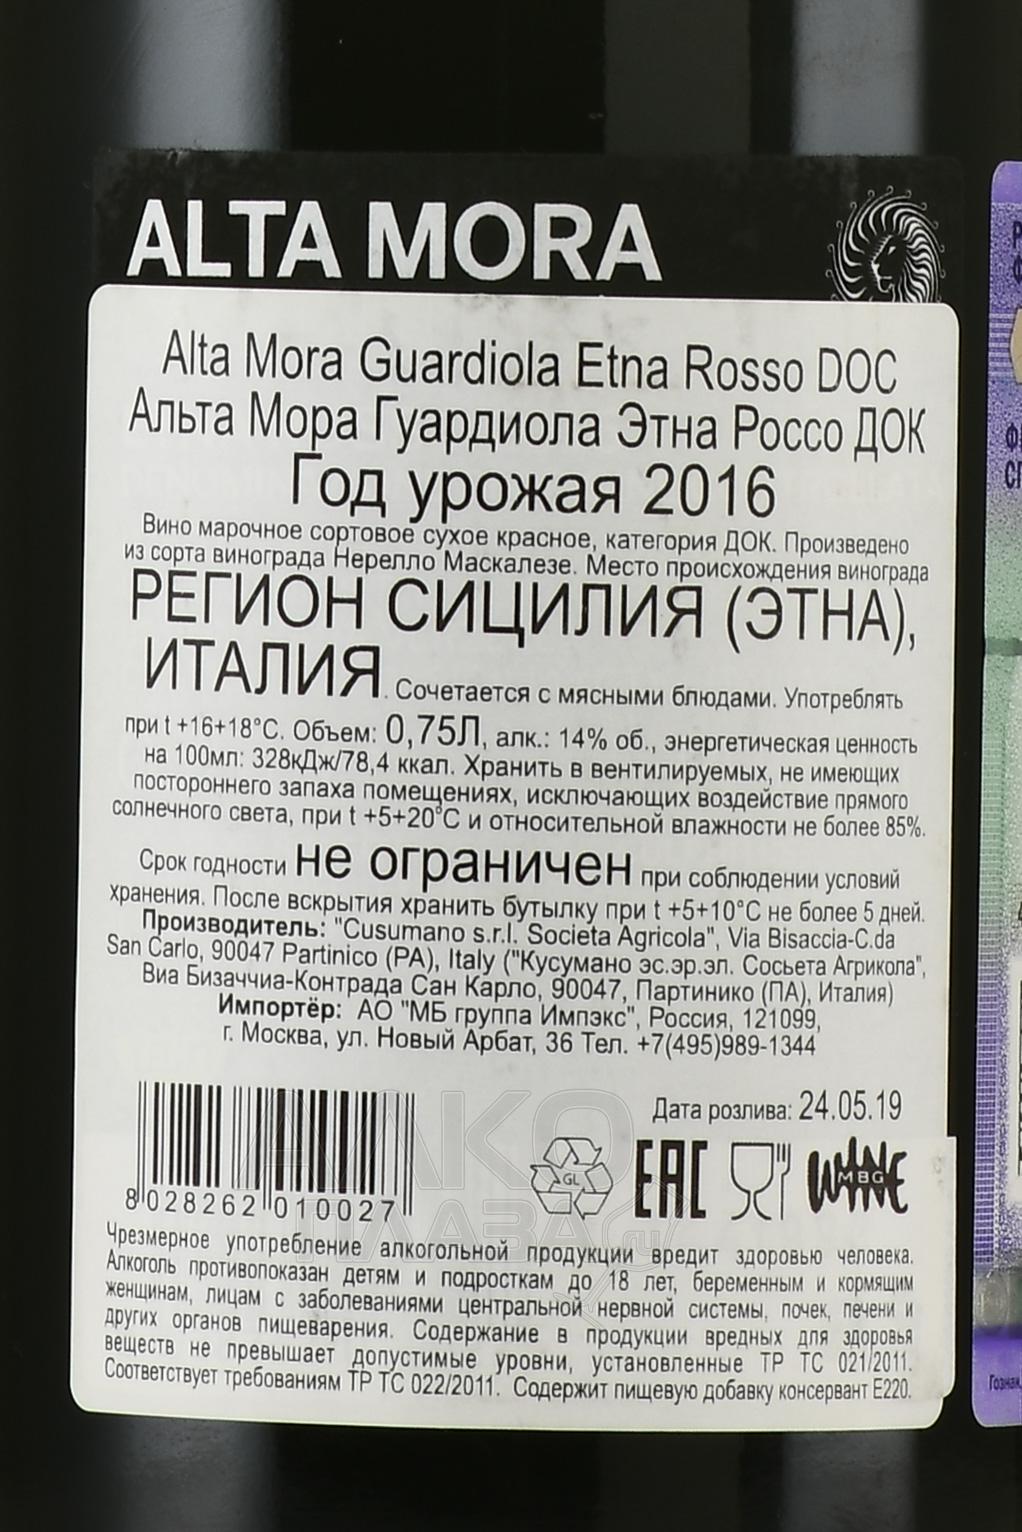 ALTA MORA
Alta Mora Guardiola Etna Rosso DOC
Альта Мора Гуардиола Этна Россо ДОК
Год урожая 2016
Вино марочное сортовое сухое красное, категория ДОК. Произведено
из сорта винограда Нерелло Маскалезе. Место происхождения винограда
РЕГИОН СИЦИЛИЯ (ЭТНА),
ИТАЛИЯ. Сочетается с мясными блюдами. Употреблять
при t +16+18°С. Объем: 0,75Л, алк.: 14% об., энергетическая ценность
на 100мл: 328кДж/78,4 ккал. Хранить в вентилируемых, не имеющих
постороннего запаха помещениях, исключающих воздействие прямого
солнечного света, при t +5+20°С и относительной влажности не более 85%.
Срок годности не ограничен при соблюдении условий
хранения. После вскрытия хранить бутылку при t +5+10°С не более 5 дней.
Производитель: "Cusumano s.r.l. Societa Agricola", Via Bisaccia-C.da
San Carlo, 90047 Partinico (PA), Italy ("Кусумано эс.эр.эл. Сосьета Агрикола",
Виа Бизаччиа-Контрада Сан Карло, 90047, Партинико (ПА), Италия)
Импортёр: АО "МБ группа Импэкс", Россия, 121099,
г. Москва, ул. Новый Арбат, 36 Тел. +7(495)989-1344
Дата розлива: 24.05.19
8 028262 010027
GL
EAC
WINE
MBG
АЛКО
ГЛАЗА.ru
Чрезмерное употребление алкогольной продукции вредит здоровью человека.
Алкоголь противопоказан детям и подросткам до 18 лет, беременным и кормящим
женщинам, лицам с заболеваниями центральной нервной системы, почек, печени и
других органов пищеварения. Содержание в продукции вредных для здоровья
веществ не превышает допустимые уровни, установленные ТР ТС 021/2011.
Соответствует требованиям ТР ТС 022/2011. Содержит пищевую добавку консервант Е220.